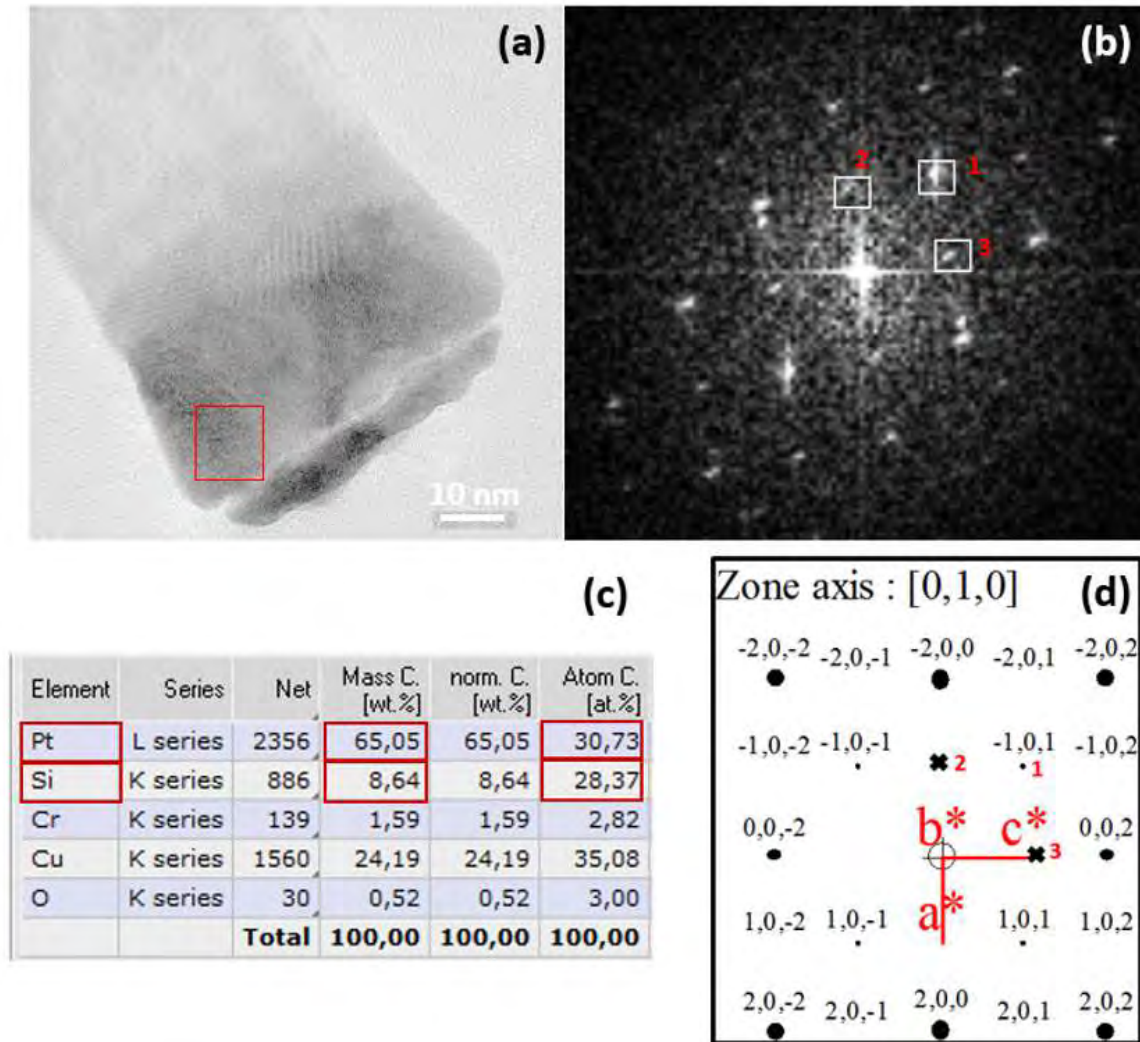 (a)
10 nm
(b)
2
1
3
(c)
Element Series Net Mass C. [wt.%] norm. C. [wt.%] Atom C. [at.%]
Pt L series 2356 65,05 65,05 30,73
Si K series 886 8,64 8,64 28,37
Cr K series 139 1,59 1,59 2,82
Cu K series 1560 24,19 24,19 35,08
O K series 30 0,52 0,52 3,00
Total 100,00 100,00 100,00
Zone axis : [0,1,0] (d)
-2,0,-2 -2,0,-1 -2,0,0 -2,0,1 -2,0,2
-1,0,-2 -1,0,-1 2 -1,0,1 -1,0,2
1
0,0,-2 b* c* 0,0,2
3
a*
1,0,-2 1,0,-1 1,0,1 1,0,2
2,0,-2 2,0,-1 2,0,0 2,0,1 2,0,2